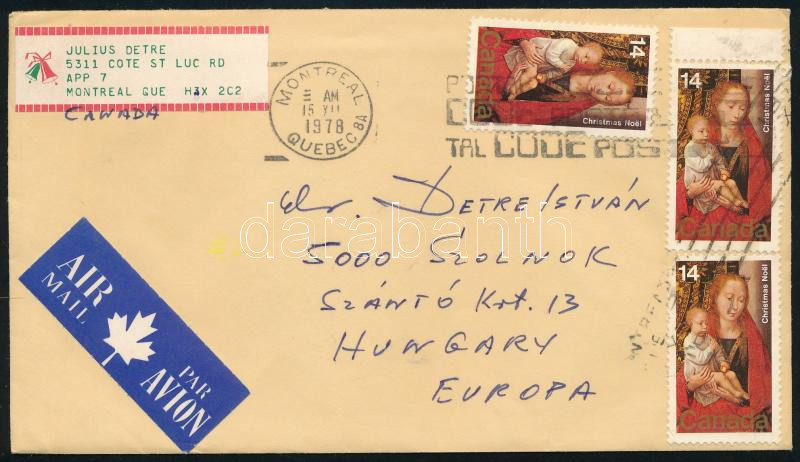 JULIUS DETRE
5311 COTE ST LUC RD
APP 7
MONTREAL QUE H3X 2C2
CANADA
MONTREAL
AM
15 XII
1978
QUEBEC 8A
14
Canada
Christmas Noël
TAL CODE POS
14
Christmas Noël
Canada
14
Christmas Noël
Canada
AIR
MAIL
PAR
AVION
Dr. DETRE ISTVÁN
5000 SZOLNOK
SZÁNTÓ Krt. 13
HUNGARY
EUROPA
darabanth